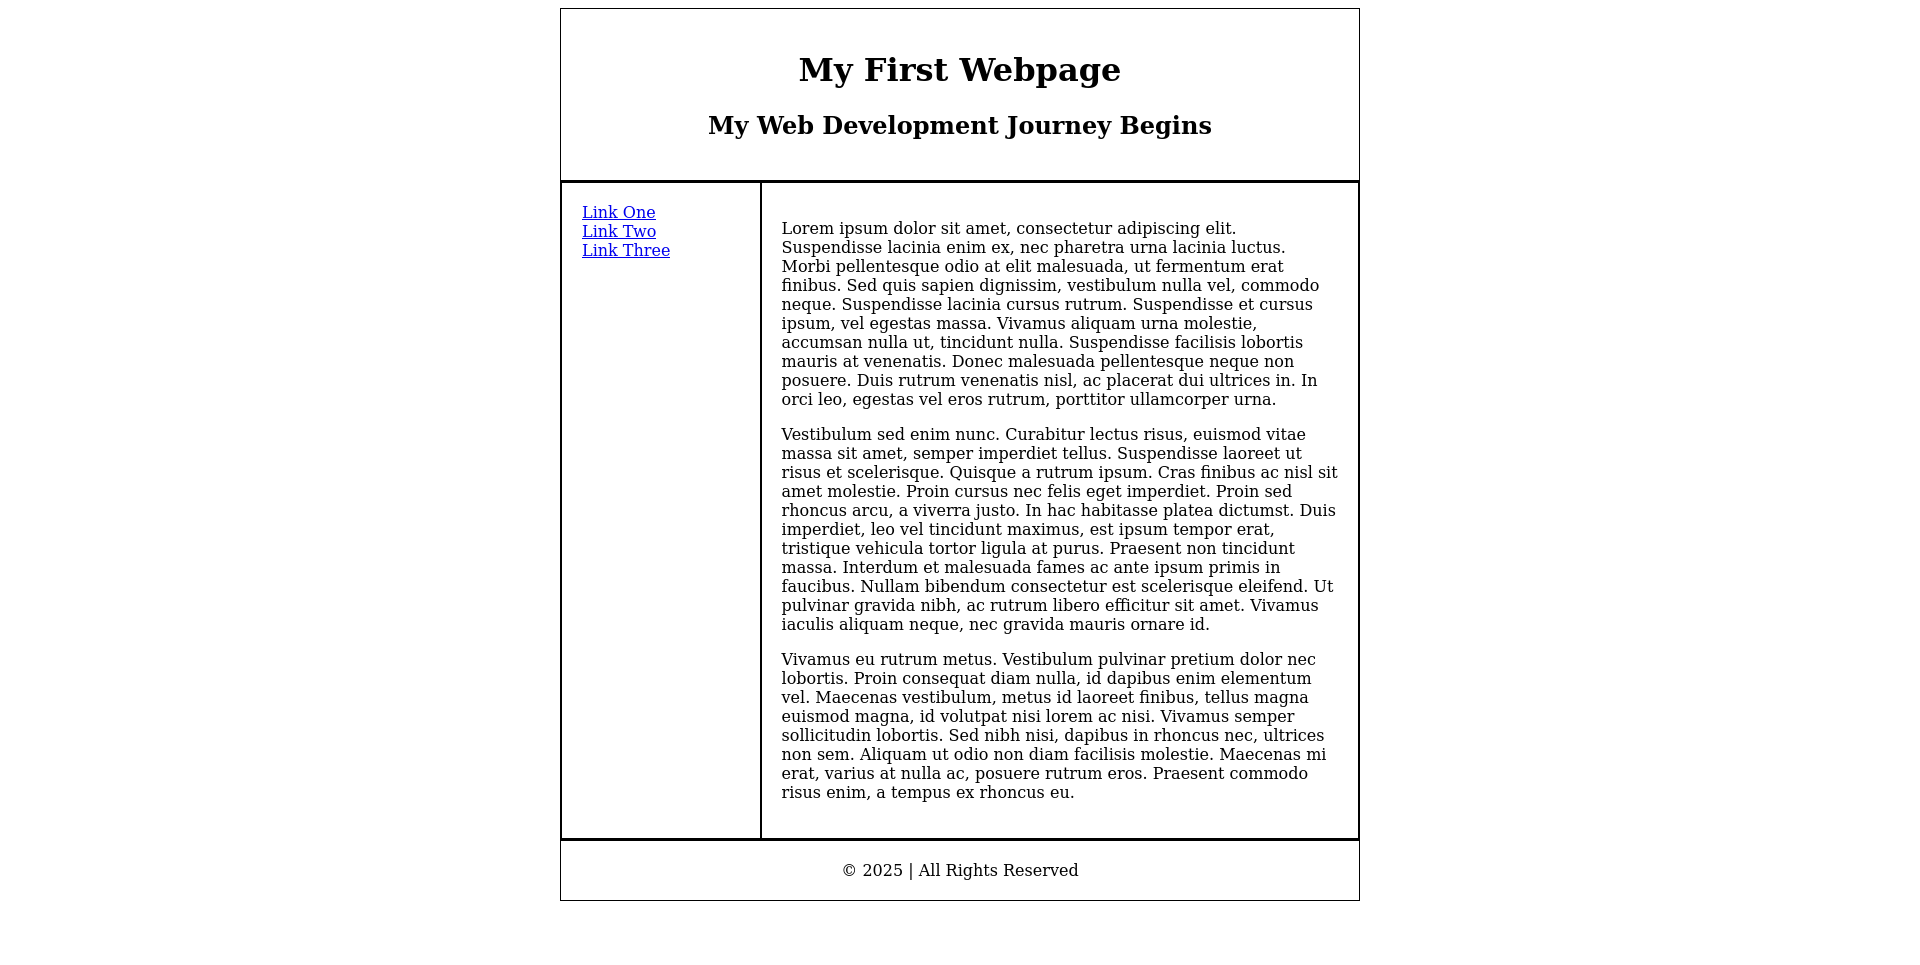 My First Webpage
My Web Development Journey Begins
Link One
Link Two
Link Three
Lorem ipsum dolor sit amet, consectetur adipiscing elit.
Suspendisse lacinia enim ex, nec pharetra urna lacinia luctus.
Morbi pellentesque odio at elit malesuada, ut fermentum erat
finibus. Sed quis sapien dignissim, vestibulum nulla vel, commodo
neque. Suspendisse lacinia cursus rutrum. Suspendisse et cursus
ipsum, vel egestas massa. Vivamus aliquam urna molestie,
accumsan nulla ut, tincidunt nulla. Suspendisse facilisis lobortis
mauris at venenatis. Donec malesuada pellentesque neque non
posuere. Duis rutrum venenatis nisl, ac placerat dui ultrices in. In
orci leo, egestas vel eros rutrum, porttitor ullamcorper urna.
Vestibulum sed enim nunc. Curabitur lectus risus, euismod vitae
massa sit amet, semper imperdiet tellus. Suspendisse laoreet ut
risus et scelerisque. Quisque a rutrum ipsum. Cras finibus ac nisl sit
amet molestie. Proin cursus nec felis eget imperdiet. Proin sed
rhoncus arcu, a viverra justo. In hac habitasse platea dictumst. Duis
imperdiet, leo vel tincidunt maximus, est ipsum tempor erat,
tristique vehicula tortor ligula at purus. Praesent non tincidunt
massa. Interdum et malesuada fames ac ante ipsum primis in
faucibus. Nullam bibendum consectetur est scelerisque eleifend. Ut
pulvinar gravida nibh, ac rutrum libero efficitur sit amet. Vivamus
iaculis aliquam neque, nec gravida mauris ornare id.
Vivamus eu rutrum metus. Vestibulum pulvinar pretium dolor nec
lobortis. Proin consequat diam nulla, id dapibus enim elementum
vel. Maecenas vestibulum, metus id laoreet finibus, tellus magna
euismod magna, id volutpat nisi lorem ac nisi. Vivamus semper
sollicitudin lobortis. Sed nibh nisi, dapibus in rhoncus nec, ultrices
non sem. Aliquam ut odio non diam facilisis molestie. Maecenas mi
erat, varius at nulla ac, posuere rutrum eros. Praesent commodo
risus enim, a tempus ex rhoncus eu.
© 2025 | All Rights Reserved